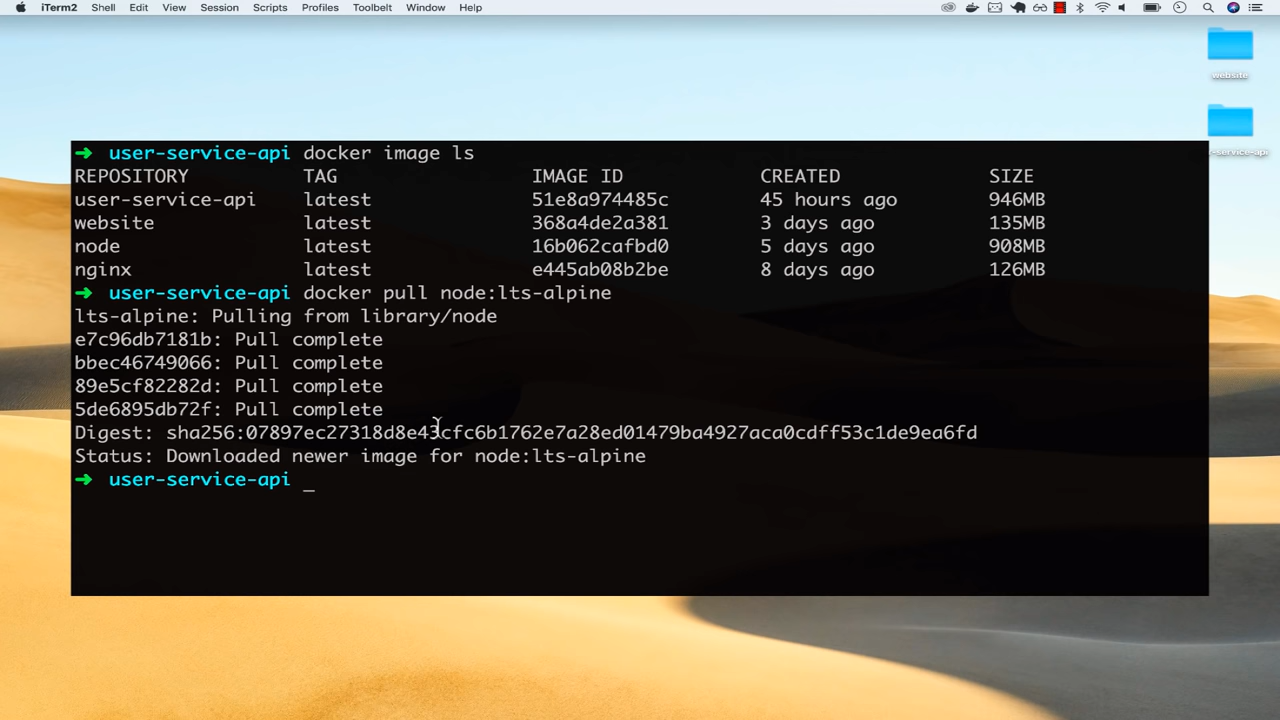 iTerm2 Shell Edit View Session Scripts Profiles Toolbelt Window Help
website
-service-api
➜ user-service-api docker image ls
REPOSITORY TAG IMAGE ID CREATED SIZE
user-service-api latest 51e8a974485c 45 hours ago 946MB
website latest 368a4de2a381 3 days ago 135MB
node latest 16b062cafbd0 5 days ago 908MB
nginx latest e445ab08b2be 8 days ago 126MB
➜ user-service-api docker pull node:lts-alpine
lts-alpine: Pulling from library/node
e7c96db7181b: Pull complete
bbec46749066: Pull complete
89e5cf82282d: Pull complete
5de6895db72f: Pull complete
Digest: sha256:07897ec27318d8e43cfc6b1762e7a28ed01479ba4927aca0cdff53c1de9ea6fd
Status: Downloaded newer image for node:lts-alpine
➜ user-service-api _